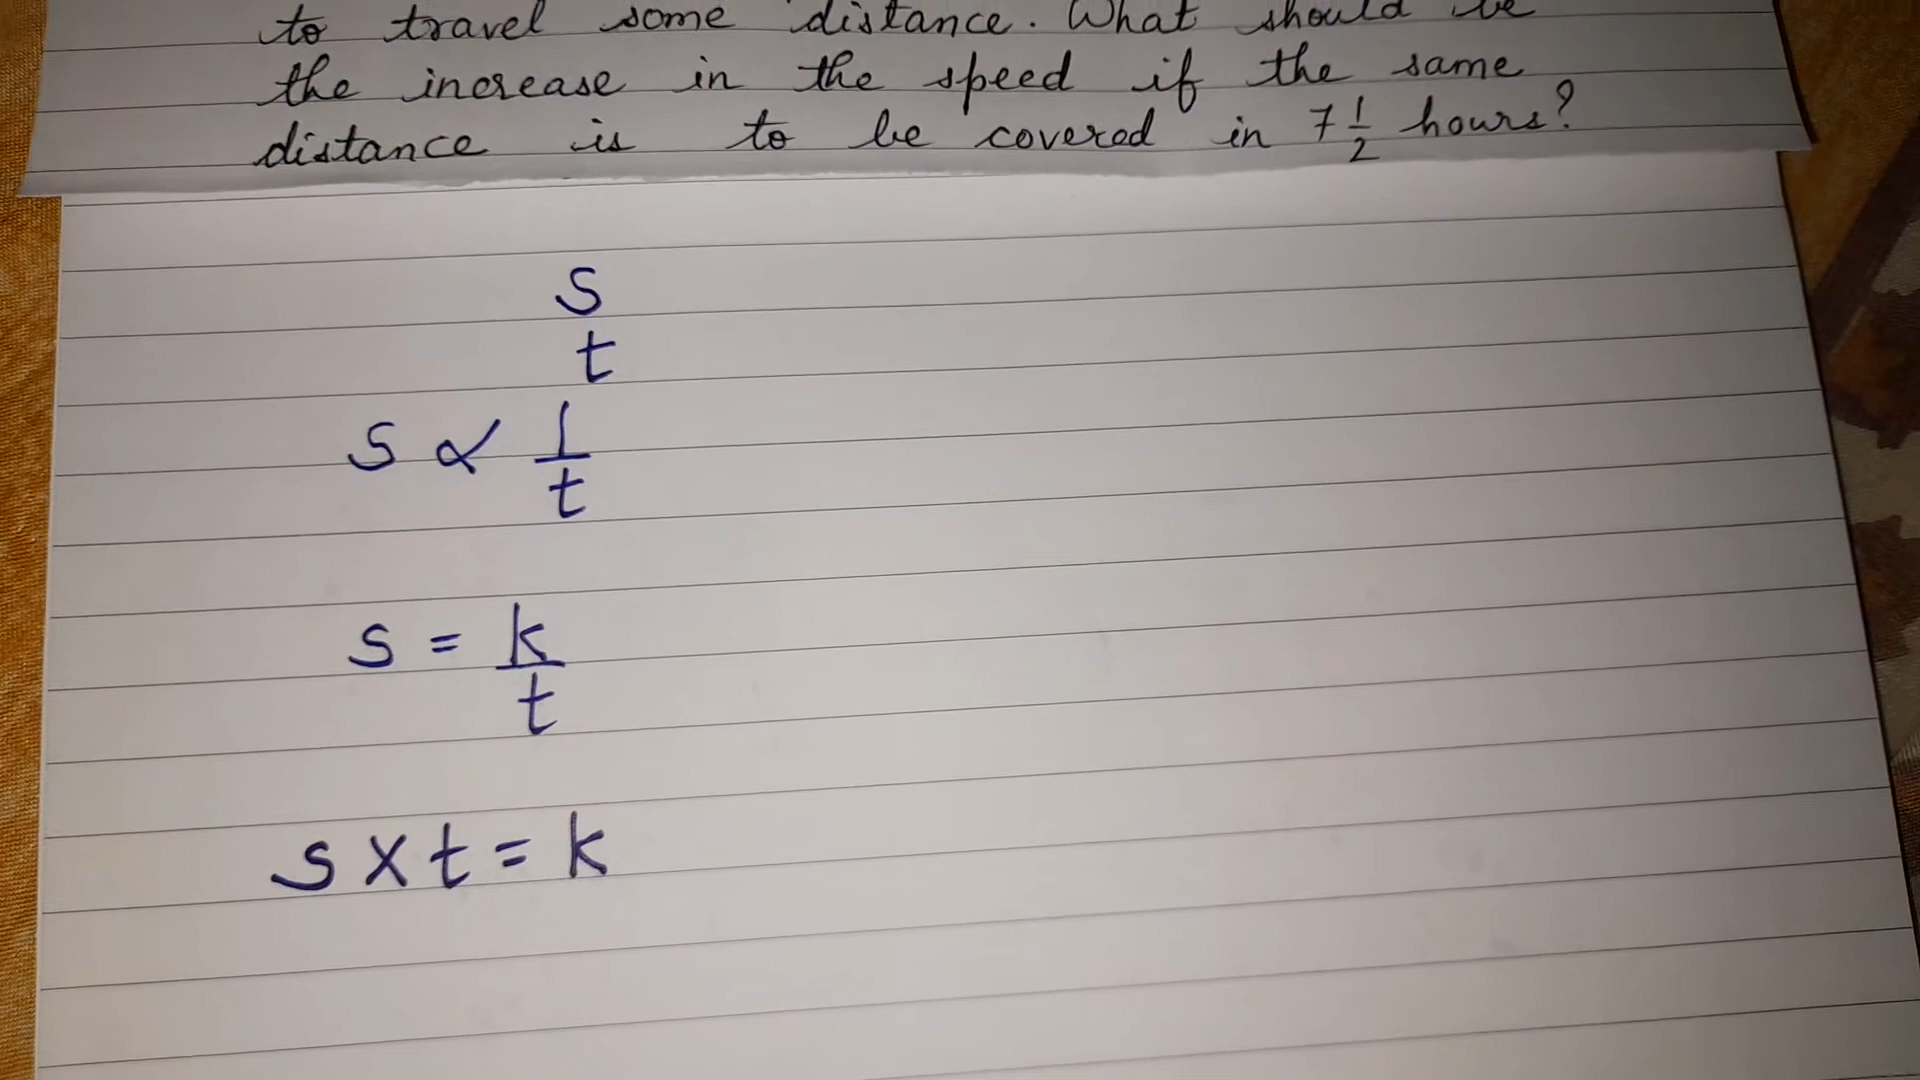 to travel some distance. What should be
the increase in the speed if the same
distance is to be covered in 7 1/2 hours?
S
t
S ∝ 1/t
S = k/t
S × t = k